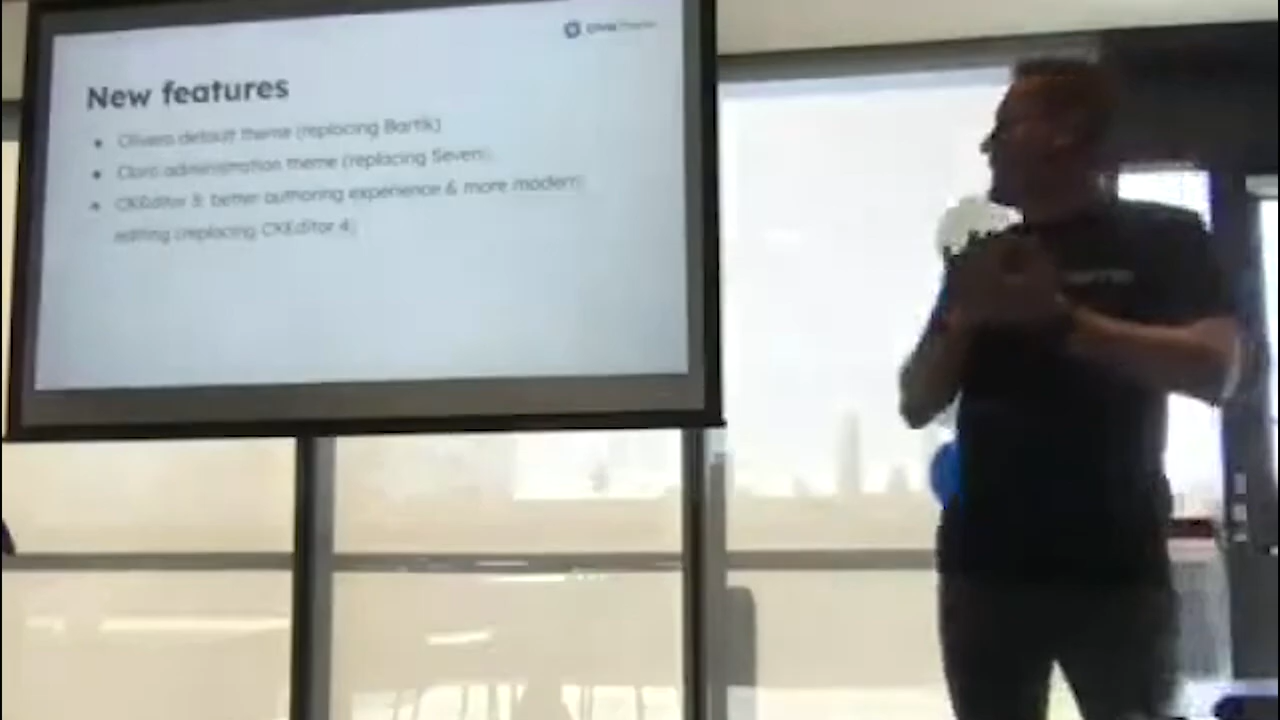 New features
• Olivero default theme (replacing Bartik)
• Claro administration theme (replacing Seven)
• CKEditor 5: better authoring experience & more modern
editing (replacing CKEditor 4)